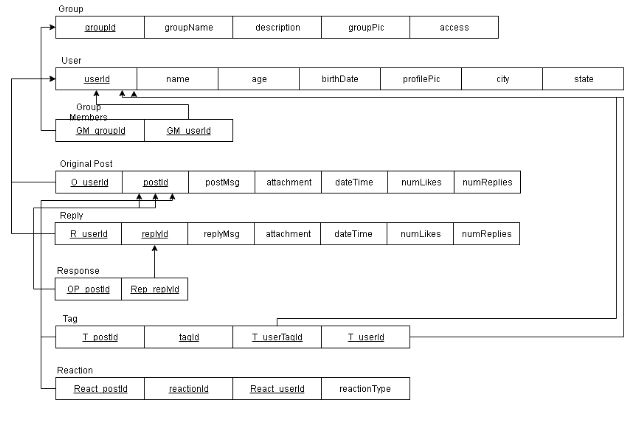 Group
groupId groupName description groupPic access
User
userId name age birthDate profilePic city state
Group
Members
GM_groupId GM_userId
Original Post
O_userId postId postMsg attachment dateTime numLikes numReplies
Reply
R_userId replyId replyMsg attachment dateTime numLikes numReplies
Response
OP_postId Rep_replyId
Tag
T_postId tagId T_userTagId T_userId
Reaction
React_postId reactionId React_userId reactionType